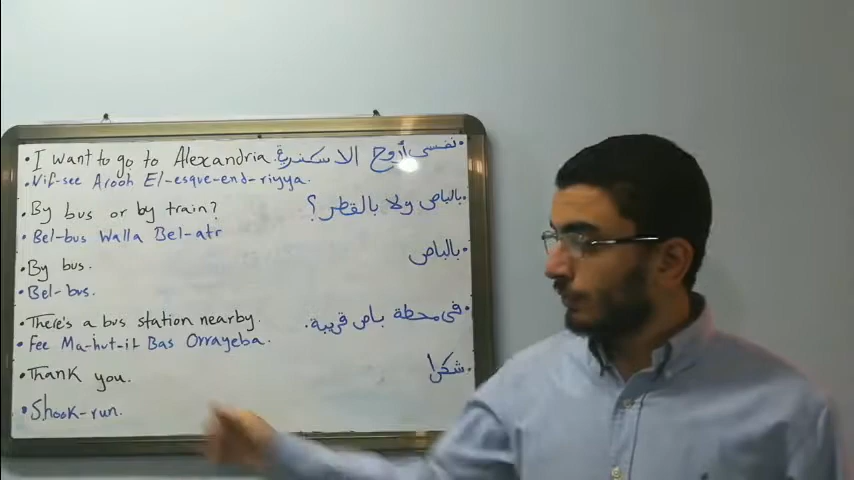 • I want to go to Alexandria.
نفسى أروح الاسكندرية •
• Nif-see Arooh El-esque-end-riyya.
• By bus or by train?
بالباص ولا بالقطر؟ •
• Bel-bus Walla Bel-atr
• By bus.
بالباص •
• Bel-bus.
• There's a bus station nearby.
فى محطة باص قريبة. •
• Fee Ma-hut-it Bas Orrayeba.
• Thank you.
شكرا •
• Shook-run.